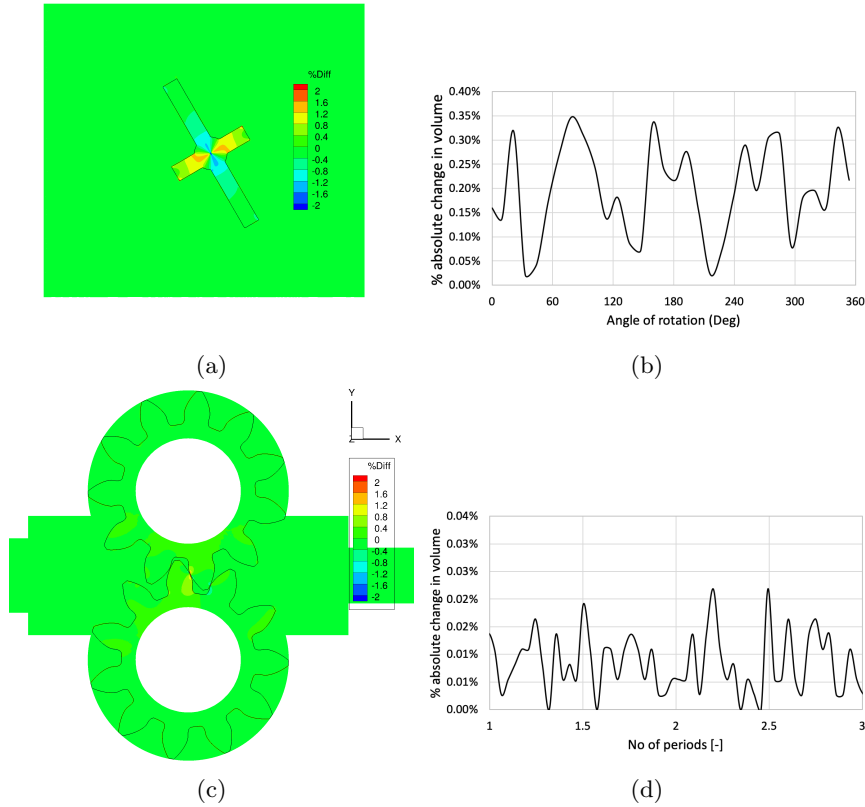 %Diff
2
1.6
1.2
0.8
0.4
0
-0.4
-0.8
-1.2
-1.6
-2
(a)
% absolute change in volume
0.40%
0.35%
0.30%
0.25%
0.20%
0.15%
0.10%
0.05%
0.00%
0 60 120 180 240 300 360
Angle of rotation (Deg)
(b)
Y
Z X
%Diff
2
1.6
1.2
0.8
0.4
0
-0.4
-0.8
-1.2
-1.6
-2
(c)
% absolute change in volume
0.04%
0.03%
0.03%
0.02%
0.02%
0.01%
0.01%
0.00%
1 1.5 2 2.5 3
No of periods [-]
(d)